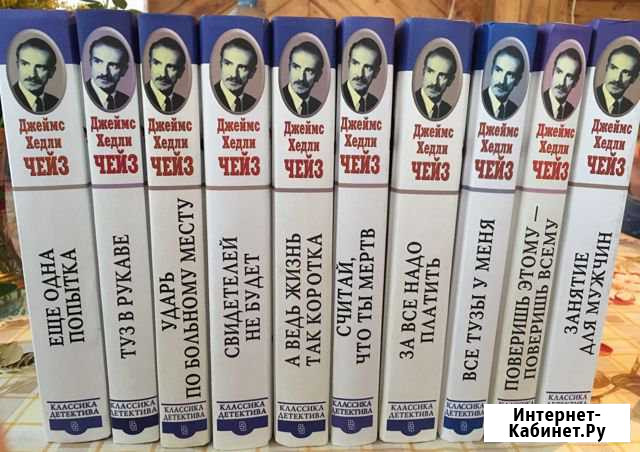 Джеймс
Хедли
ЧЕЙЗ
ЕЩЕ ОДНА
ПОПЫТКА
КЛАССИКА
ДЕТЕКТИВА
Джеймс
Хедли
ЧЕЙЗ
ТУЗ В РУКАВЕ
КЛАССИКА
ДЕТЕКТИВА
Джеймс
Хедли
ЧЕЙЗ
УДАРЬ
ПО БОЛЬНОМУ МЕСТУ
КЛАССИКА
ДЕТЕКТИВА
Джеймс
Хедли
ЧЕЙЗ
СВИДЕТЕЛЕЙ
НЕ БУДЕТ
КЛАССИКА
ДЕТЕКТИВА
Джеймс
Хедли
ЧЕЙЗ
А ВЕДЬ ЖИЗНЬ
ТАК КОРОТКА
КЛАССИКА
ДЕТЕКТИВА
Джеймс
Хедли
ЧЕЙЗ
СЧИТАЙ,
ЧТО ТЫ МЕРТВ
КЛАССИКА
ДЕТЕКТИВА
Джеймс
Хедли
ЧЕЙЗ
ЗА ВСЕ НАДО
ПЛАТИТЬ
КЛАССИКА
ДЕТЕКТИВА
Джеймс
Хедли
ЧЕЙЗ
ВСЕ ТУЗЫ У МЕНЯ
КЛАССИКА
ДЕТЕКТИВА
Джеймс
Хедли
ЧЕЙЗ
ПОВЕРИШЬ ЭТОМУ —
ПОВЕРИШЬ ВСЕМУ
Джеймс
Хедли
ЧЕЙЗ
ЗАНЯТИЕ
ДЛЯ МУЖЧИН
Интернет-
Кабинет.Ру